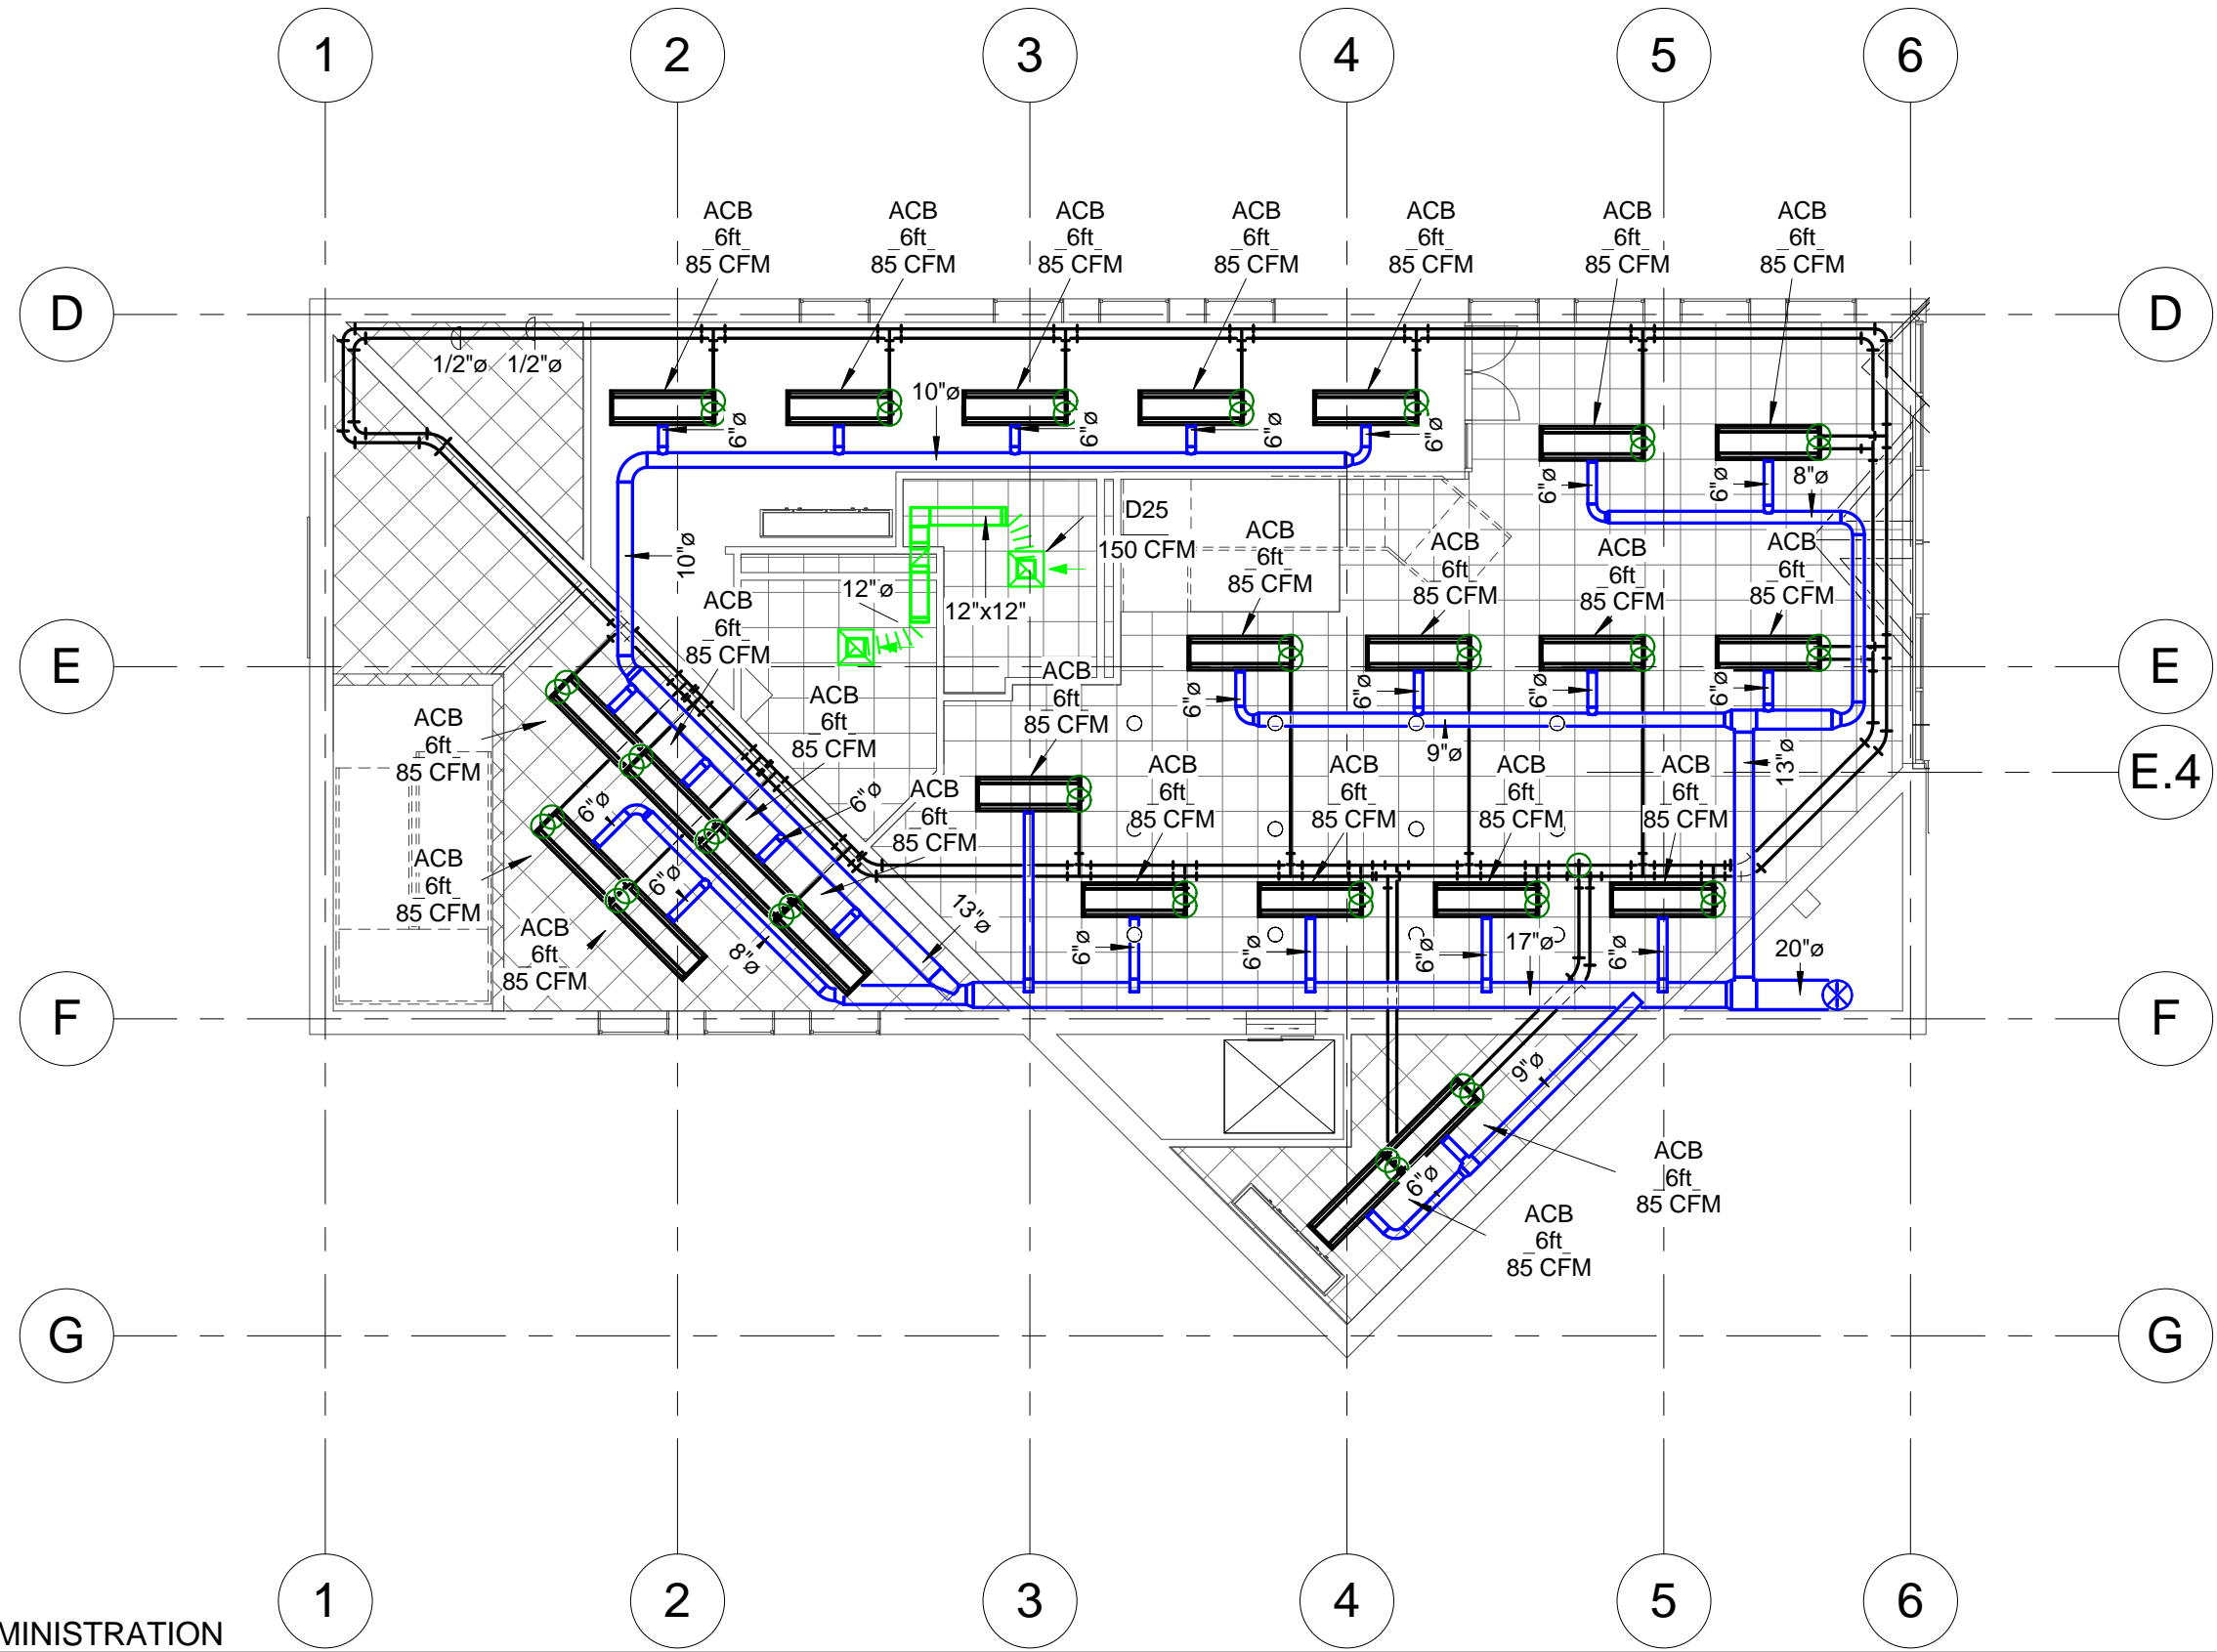 1 2 3 4 5 6
ACB ACB ACB ACB ACB ACB ACB
6ft 6ft 6ft 6ft 6ft 6ft 6ft
85 CFM 85 CFM 85 CFM 85 CFM 85 CFM 85 CFM 85 CFM
D D
1/2"ø 1/2"ø
10"ø
6"ø 6"ø 6"ø 6"ø
6"ø 6"ø 8"ø
D25
150 CFM
10"ø
12"ø
12"x12"
ACB
6ft
85 CFM
ACB
6ft
85 CFM
ACB
6ft
85 CFM
ACB
6ft
85 CFM
ACB
6ft
85 CFM
E E
6"ø 6"ø 6"ø 6"ø
ACB
6ft
85 CFM
ACB
6ft
85 CFM
ACB
6ft
85 CFM
9"ø
13"ø
E.4 
ACB
6ft
85 CFM
ACB
6ft
85 CFM
ACB
6ft
85 CFM
ACB
6ft
85 CFM
ACB
6ft
85 CFM
6"ø
6"ø
ACB
6ft
85 CFM
6"ø
ACB
6ft
85 CFM
8"ø
13"ø
6"ø 6"ø 6"ø 17"ø 6"ø 20"ø
F F
9"ø
6"ø
ACB
6ft
85 CFM
ACB
6ft
85 CFM
G G
1 2 3 4 5 6
MINISTRATION